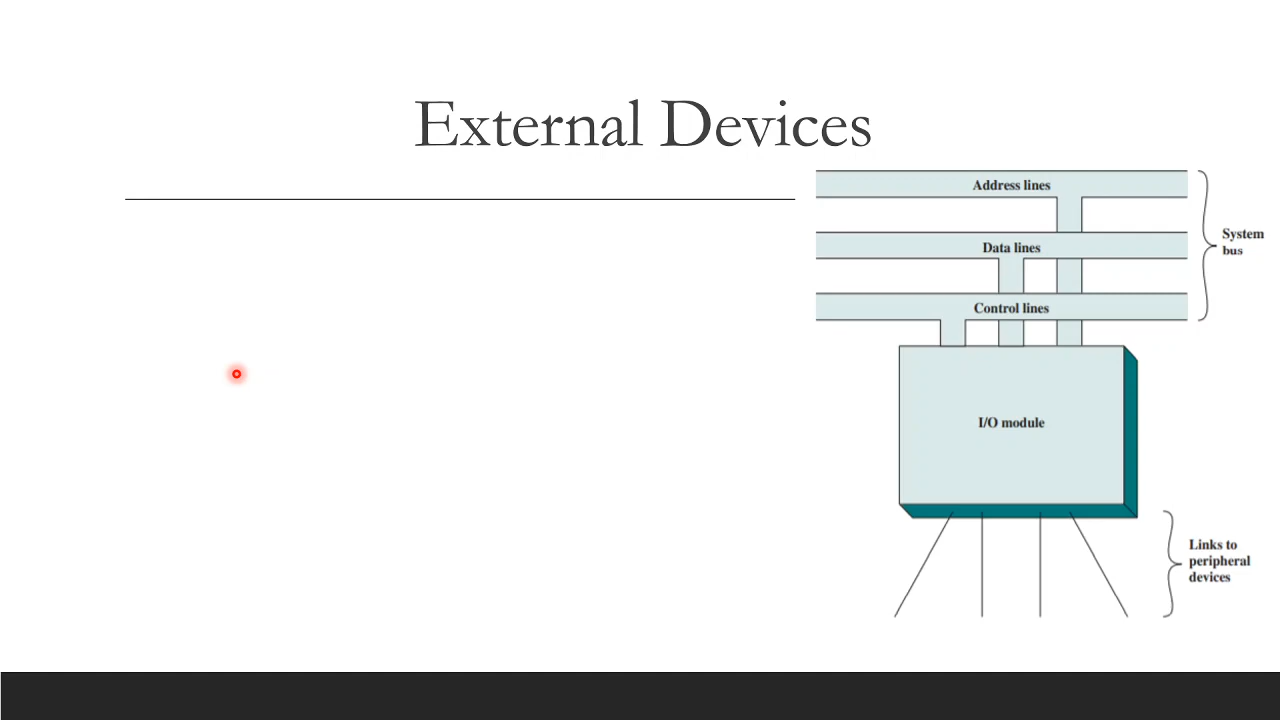 External Devices
Address lines
Data lines
Control lines
System
bus
I/O module
Links to
peripheral
devices